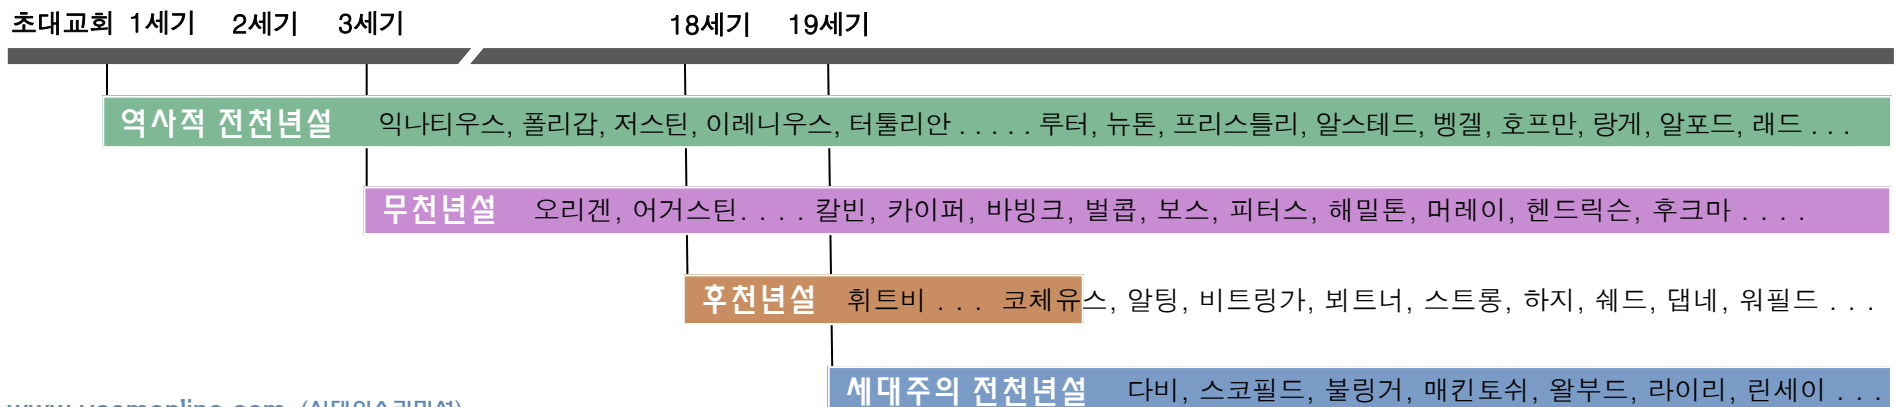 초대교회 1세기 2세기 3세기 18세기 19세기
역사적 전천년설 익나티우스, 폴리갑, 저스틴, 이레니우스, 터툴리안 . . . . . 루터, 뉴톤, 프리스틀리, 알스테드, 벵겔, 호프만, 랑게, 알포드, 래드 . . .
무천년설 오리겐, 어거스틴. . . . 칼빈, 카이퍼, 바빙크, 벌콥, 보스, 피터스, 해밀톤, 머레이, 헨드릭슨, 후크마 . . . .
후천년설 휘트비 . . . 코체유스, 알팅, 비트링가, 뵈트너, 스트롱, 하지, 쉐드, 댑네, 워필드 . . .
세대주의 전천년설 다비, 스코필드, 불링거, 매킨토쉬, 왈부드, 라이리, 린세이 . . .